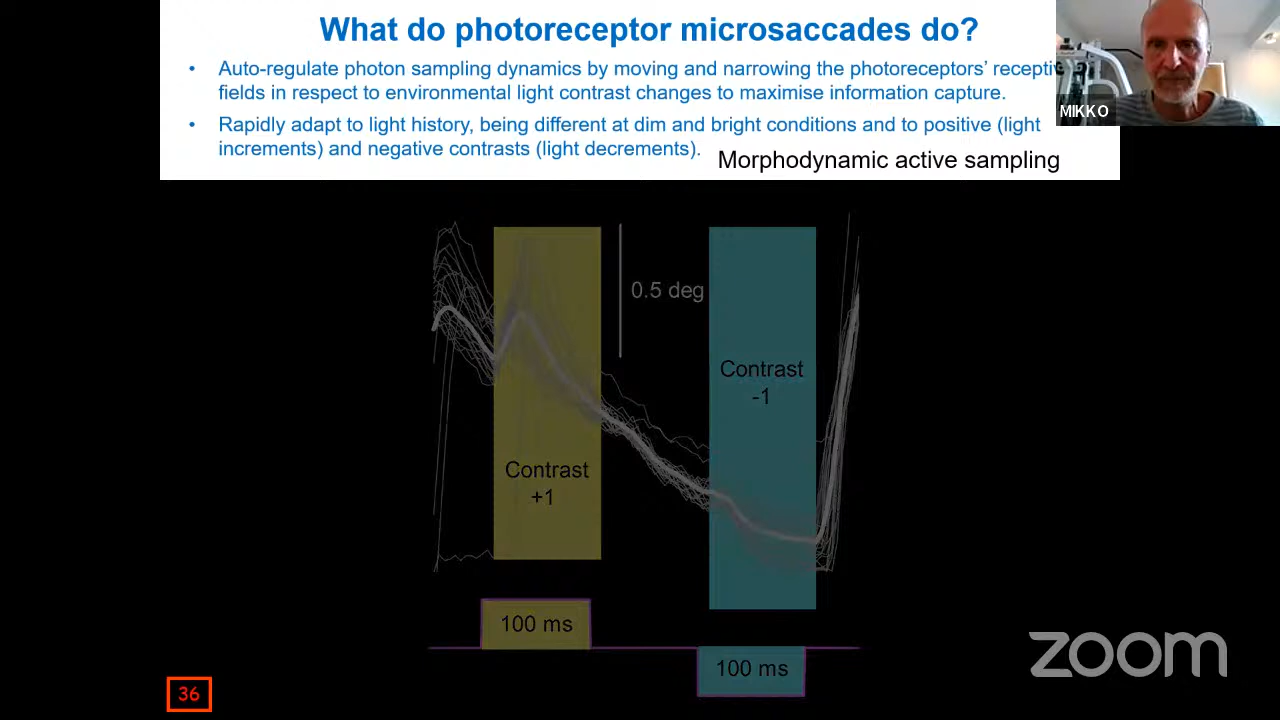 What do photoreceptor microsaccades do?
• Auto-regulate photon sampling dynamics by moving and narrowing the photoreceptors’
fields in respect to environmental light contrast changes to maximise information capture.
• Rapidly adapt to light history, being different at dim and bright conditions and to positive (light
increments) and negative contrasts (light decrements).
Morphodynamic active sampling
MIKKO
0.5 deg
Contrast
-1
Contrast
+1
100 ms
100 ms
zoom
36